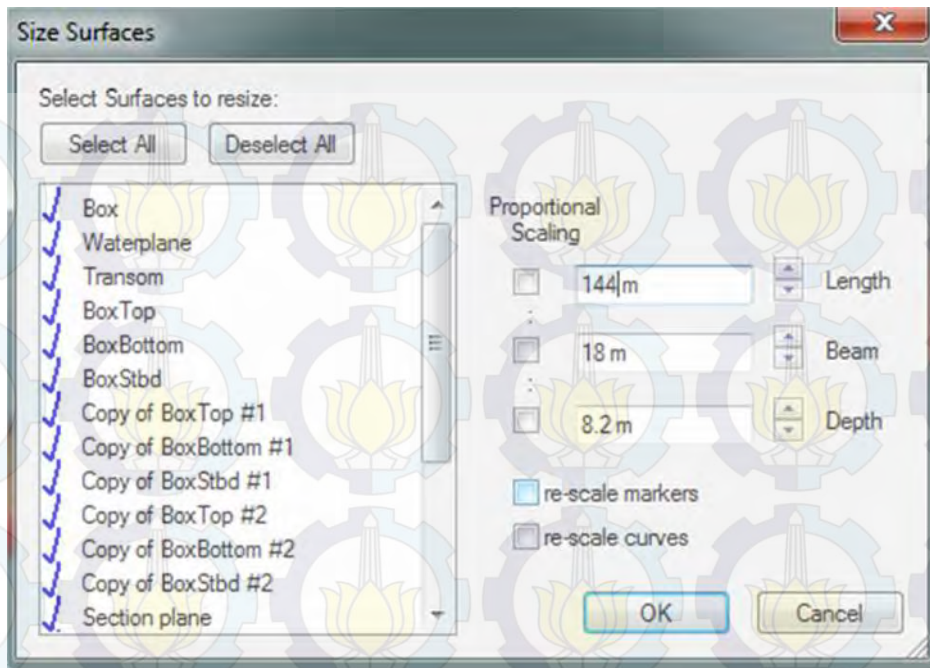 Size Surfaces
Select Surfaces to resize:
Select All
Deselect All
Box
Waterplane
Transom
BoxTop
BoxBottom
BoxStbd
Copy of BoxTop #1
Copy of BoxBottom #1
Copy of BoxStbd #1
Copy of BoxTop #2
Copy of BoxBottom #2
Copy of BoxStbd #2
Section plane
Proportional
Scaling
144 m Length
:
18 m Beam
:
8.2 m Depth
re-scale markers
re-scale curves
OK
Cancel